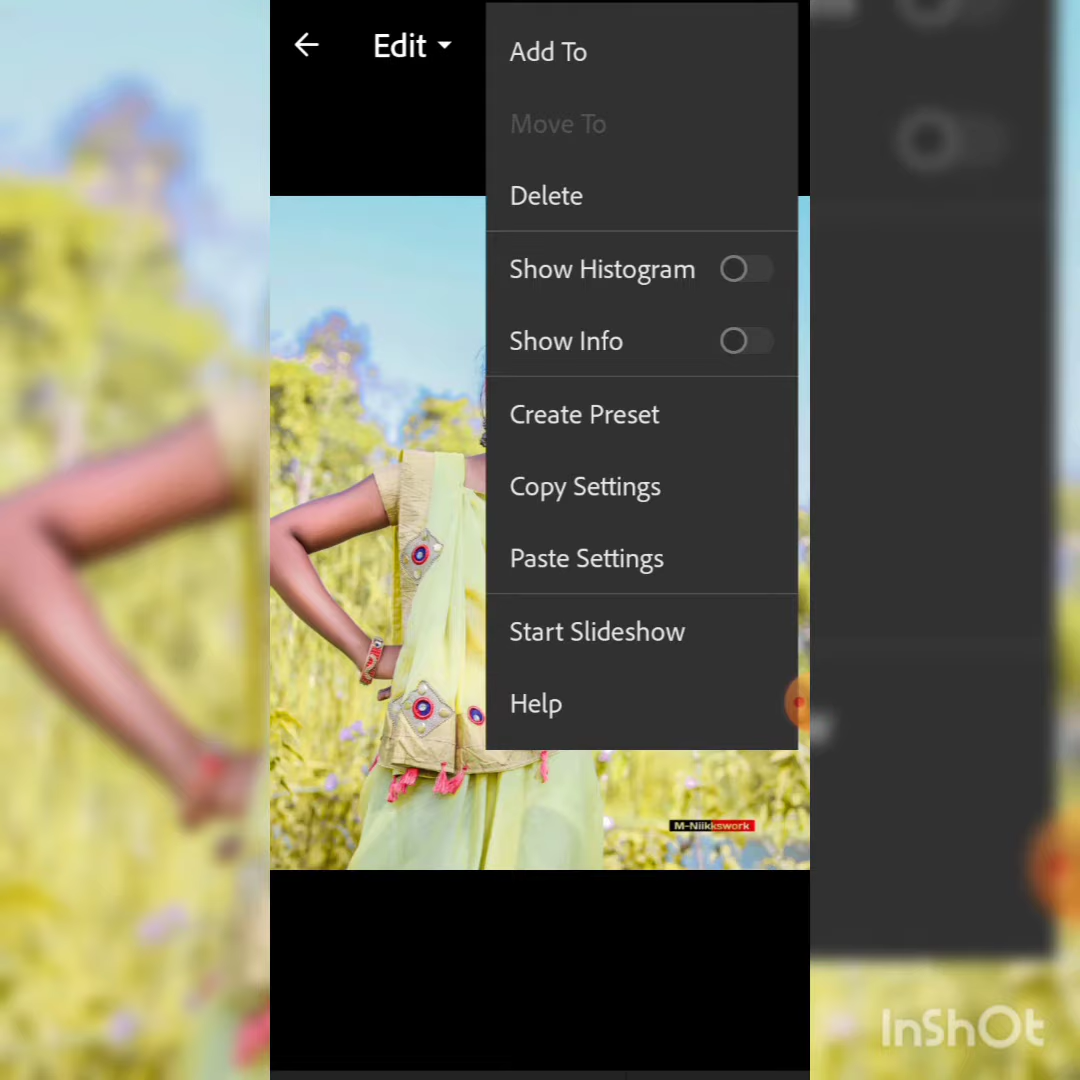 Edit
Add To
Move To
Delete
Show Histogram
Show Info
Create Preset
Copy Settings
Paste Settings
Start Slideshow
Help
M-Niikkswork
InShOt